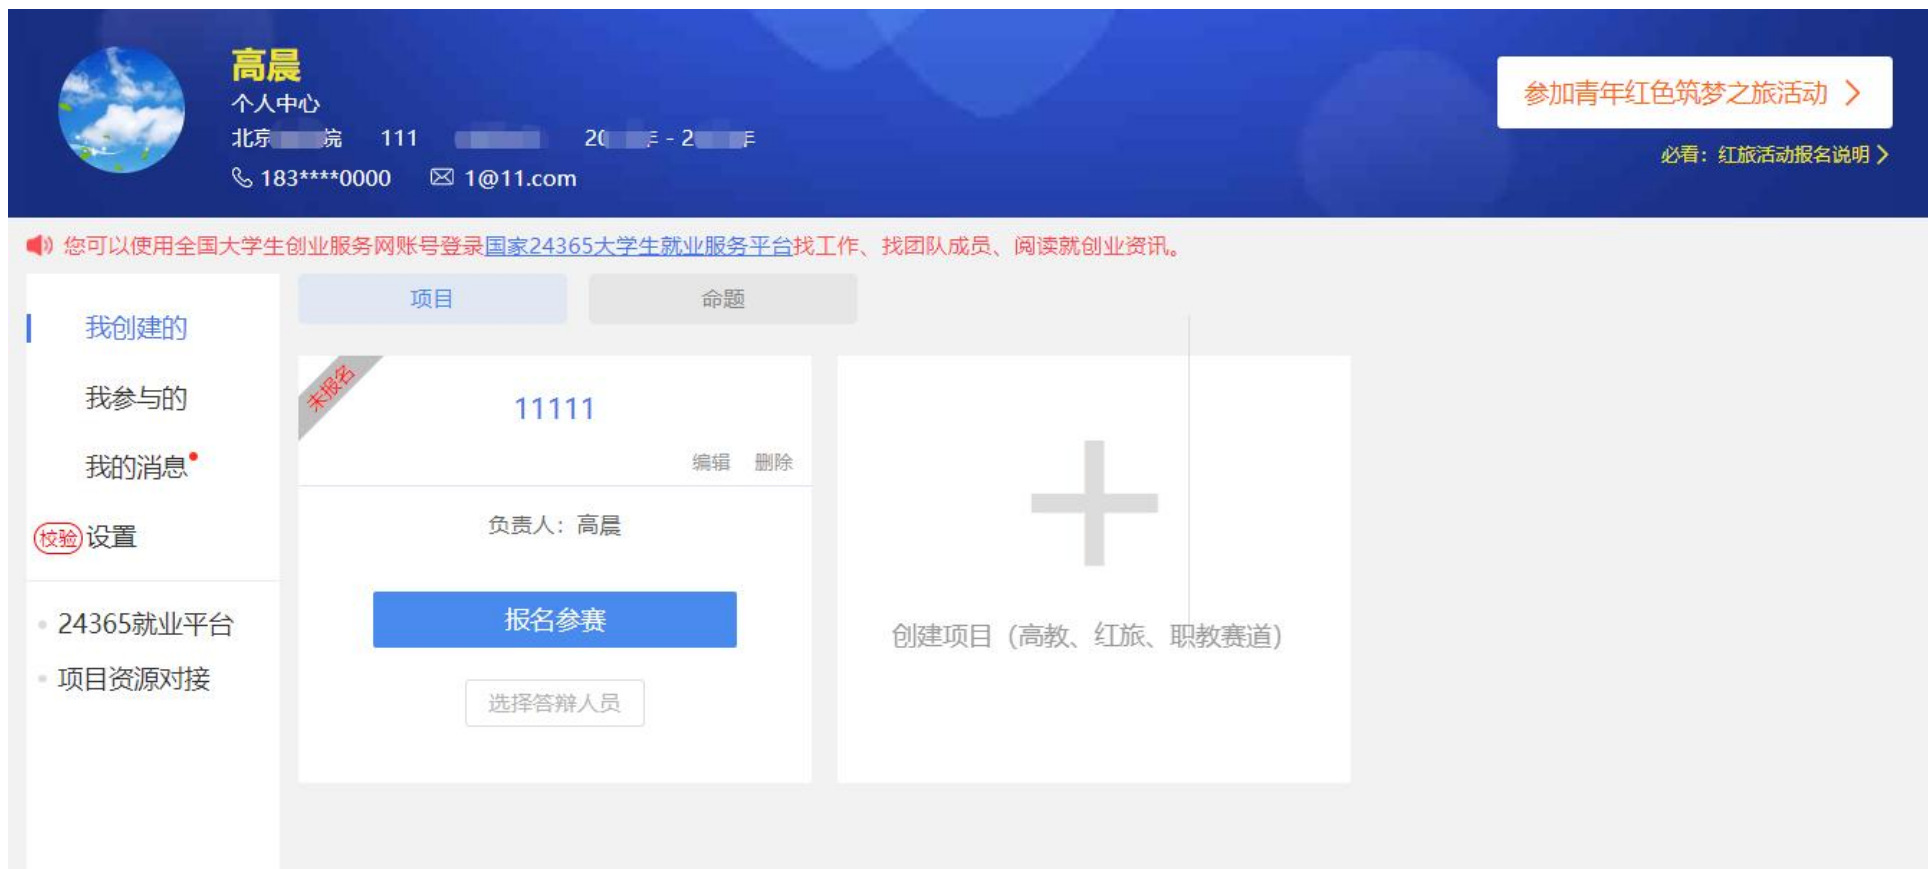 高晨
个人中心
北京 院 111 20 年 - 2 年
183****0000 1@11.com
参加青年红色筑梦之旅活动
必看：红旅活动报名说明
您可以使用全国大学生创业服务网账号登录国家24365大学生就业服务平台找工作、找团队成员、阅读就创业资讯。
我创建的
我参与的
我的消息
校验 设置
24365就业平台
项目资源对接
项目 命题
未报名
11111
编辑 删除
负责人：高晨
报名参赛
选择答辩人员
创建项目（高教、红旅、职教赛道）